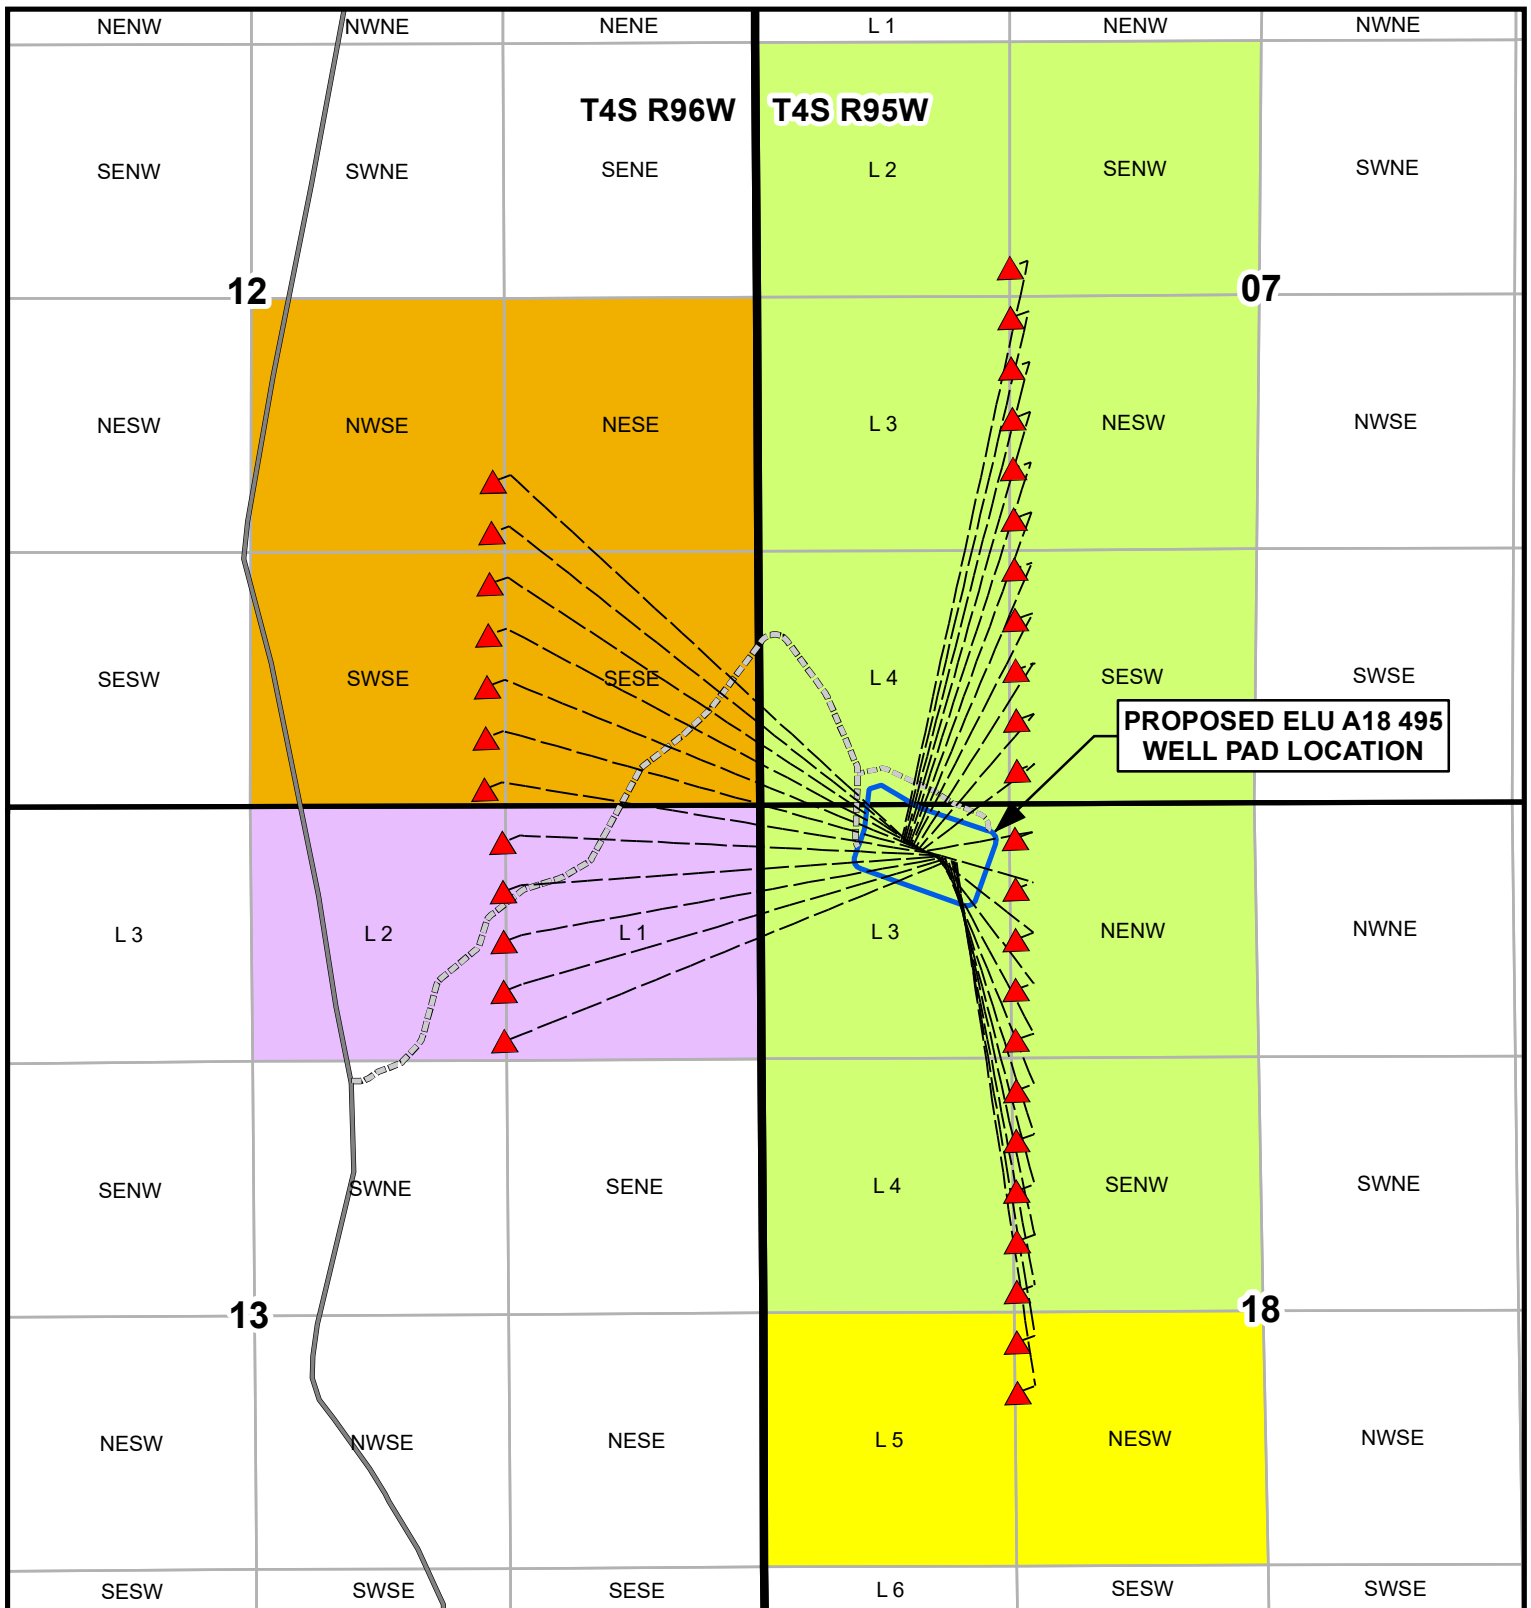 NENW
NWNE
NENE
L 1
NENW
NWNE
T4S R96W
T4S R95W
SENW
SWNE
SENE
L 2
SENW
SWNE
12
07
NESW
NWSE
NESE
L 3
NESW
NWSE
SESW
SWSE
SESE
L 4
SESW
SWSE
PROPOSED ELU A18 495
WELL PAD LOCATION
L 3
L 2
L 1
L 3
NENW
NWNE
SENW
SWNE
SENE
L 4
SENW
SWNE
13
18
NESW
NWSE
NESE
L 5
NESW
NWSE
SESW
SWSE
SESE
L 6
SESW
SWSE